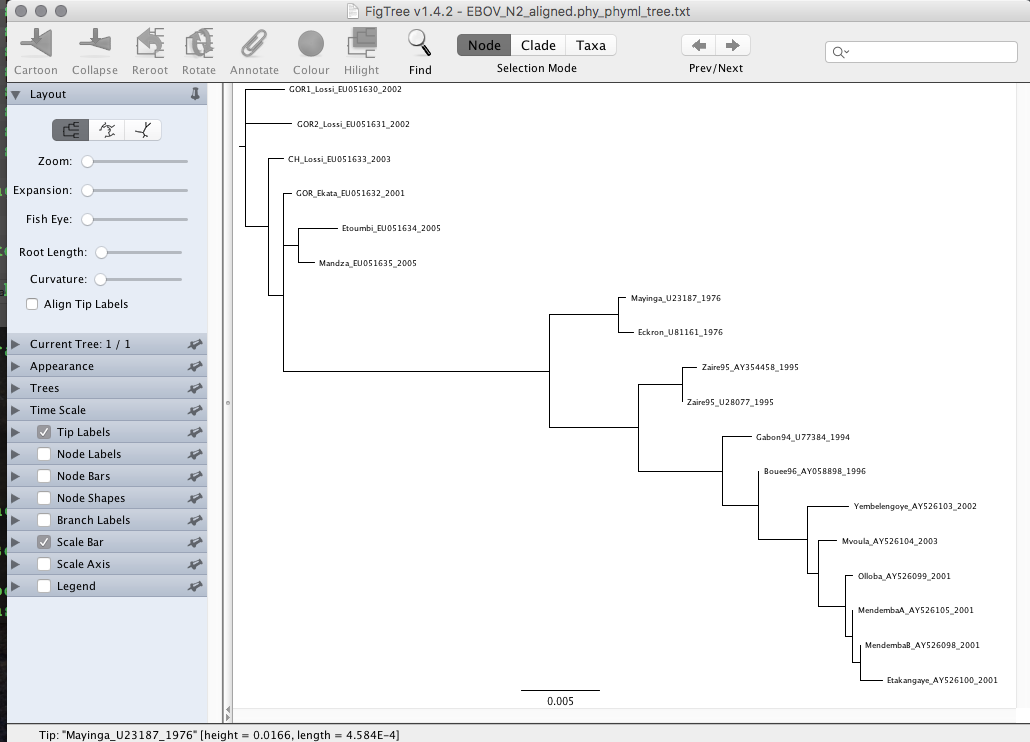 FigTree v1.4.2 - EBOV_N2_aligned.phy_phyml_tree.txt
Cartoon Collapse Reroot Rotate Annotate Colour Hilight Find
Node Clade Taxa
Selection Mode
Prev/Next
Layout
Zoom:
Expansion:
Fish Eye:
Root Length:
Curvature:
Align Tip Labels
Current Tree: 1 / 1
Appearance
Trees
Time Scale
Tip Labels
Node Labels
Node Bars
Node Shapes
Branch Labels
Scale Bar
Scale Axis
Legend
GOR1_Lossi_EU051630_2002
GOR2_Lossi_EU051631_2002
CH_Lossi_EU051633_2003
GOR_Ekata_EU051632_2001
Etoumbi_EU051634_2005
Mandza_EU051635_2005
Mayinga_U23187_1976
Eckron_U81161_1976
Zaire95_AY354458_1995
Zaire95_U28077_1995
Gabon94_U77384_1994
Bouee96_AY058898_1996
Yembelengoye_AY526103_2002
Mvoula_AY526104_2003
Olloba_AY526099_2001
MendembaA_AY526105_2001
MendembaB_AY526098_2001
Etakangaye_AY526100_2001
0.005
Tip: "Mayinga_U23187_1976" [height = 0.0166, length = 4.584E-4]